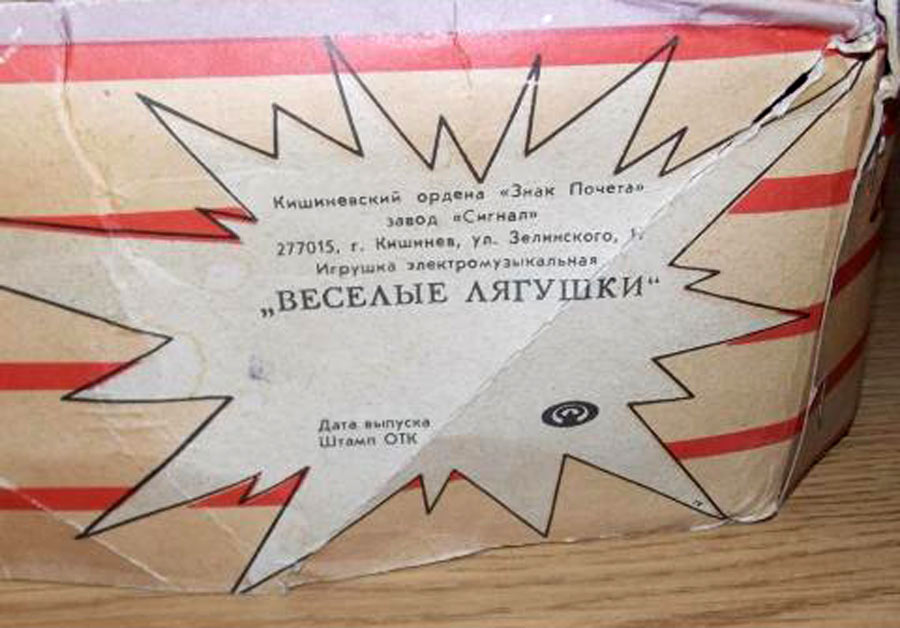 Кишиневский ордена «Знак Почета»
завод «Сигнал»
277015, г. Кишинев, ул. Зелинского,
Игрушка электромузыкальная
„ВЕСЕЛЫЕ ЛЯГУШКИ“
Дата выпуска
Штамп ОТК